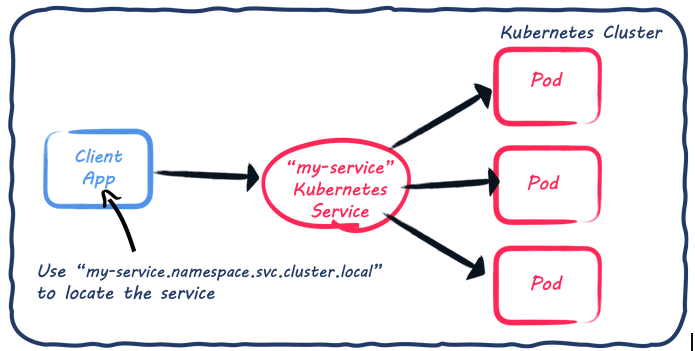 Kubernetes Cluster
Pod
Client
App
“my-service”
Kubernetes
Service
Pod
Use “my-service.namespace.svc.cluster.local”
to locate the service
Pod